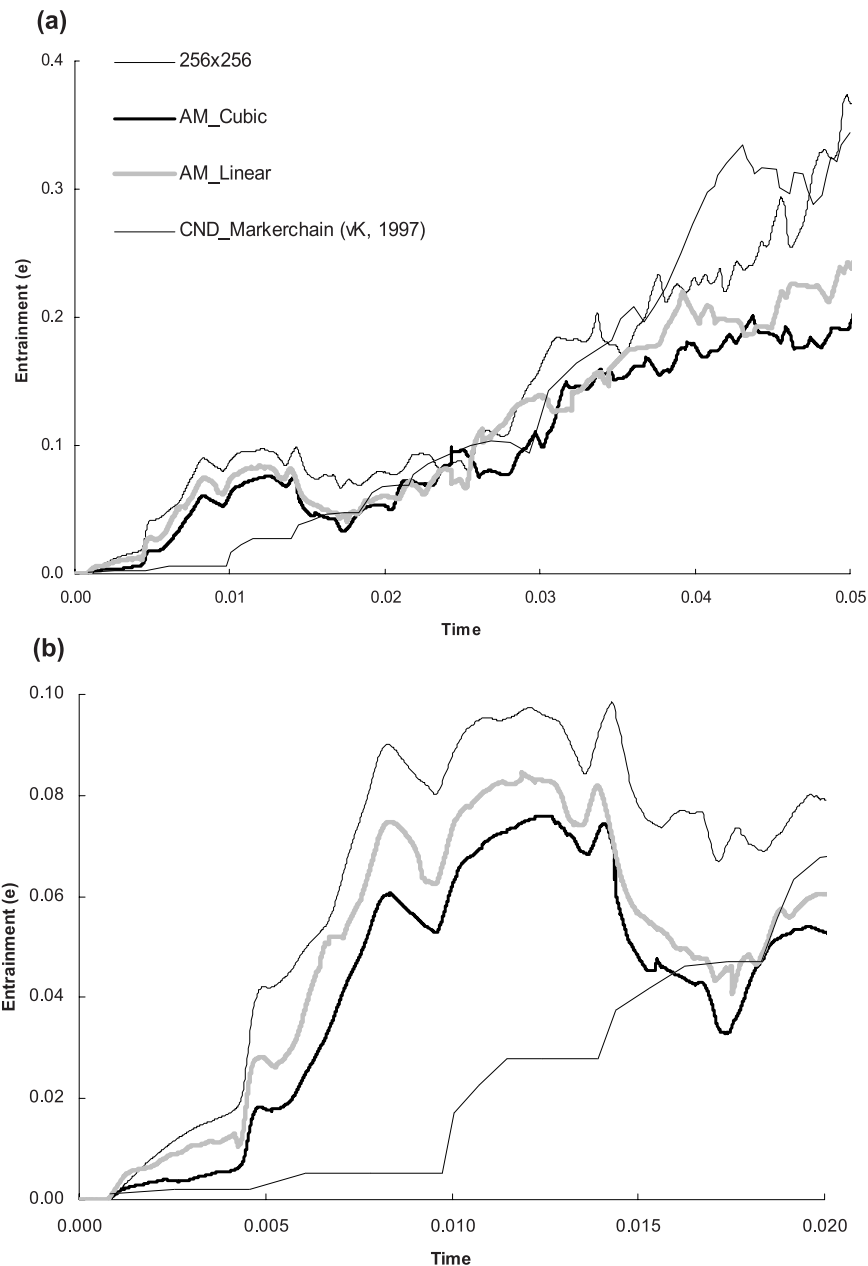 (a)
0.4
0.3
0.2
0.1
0.0
Entrainment (e)
256x256
AM_Cubic
AM_Linear
CND_Markerchain (vK, 1997)
0.00 0.01 0.02 0.03 0.04 0.05
Time
(b)
0.10
0.08
0.06
0.04
0.02
0.00
Entrainment (e)
0.000 0.005 0.010 0.015 0.020
Time